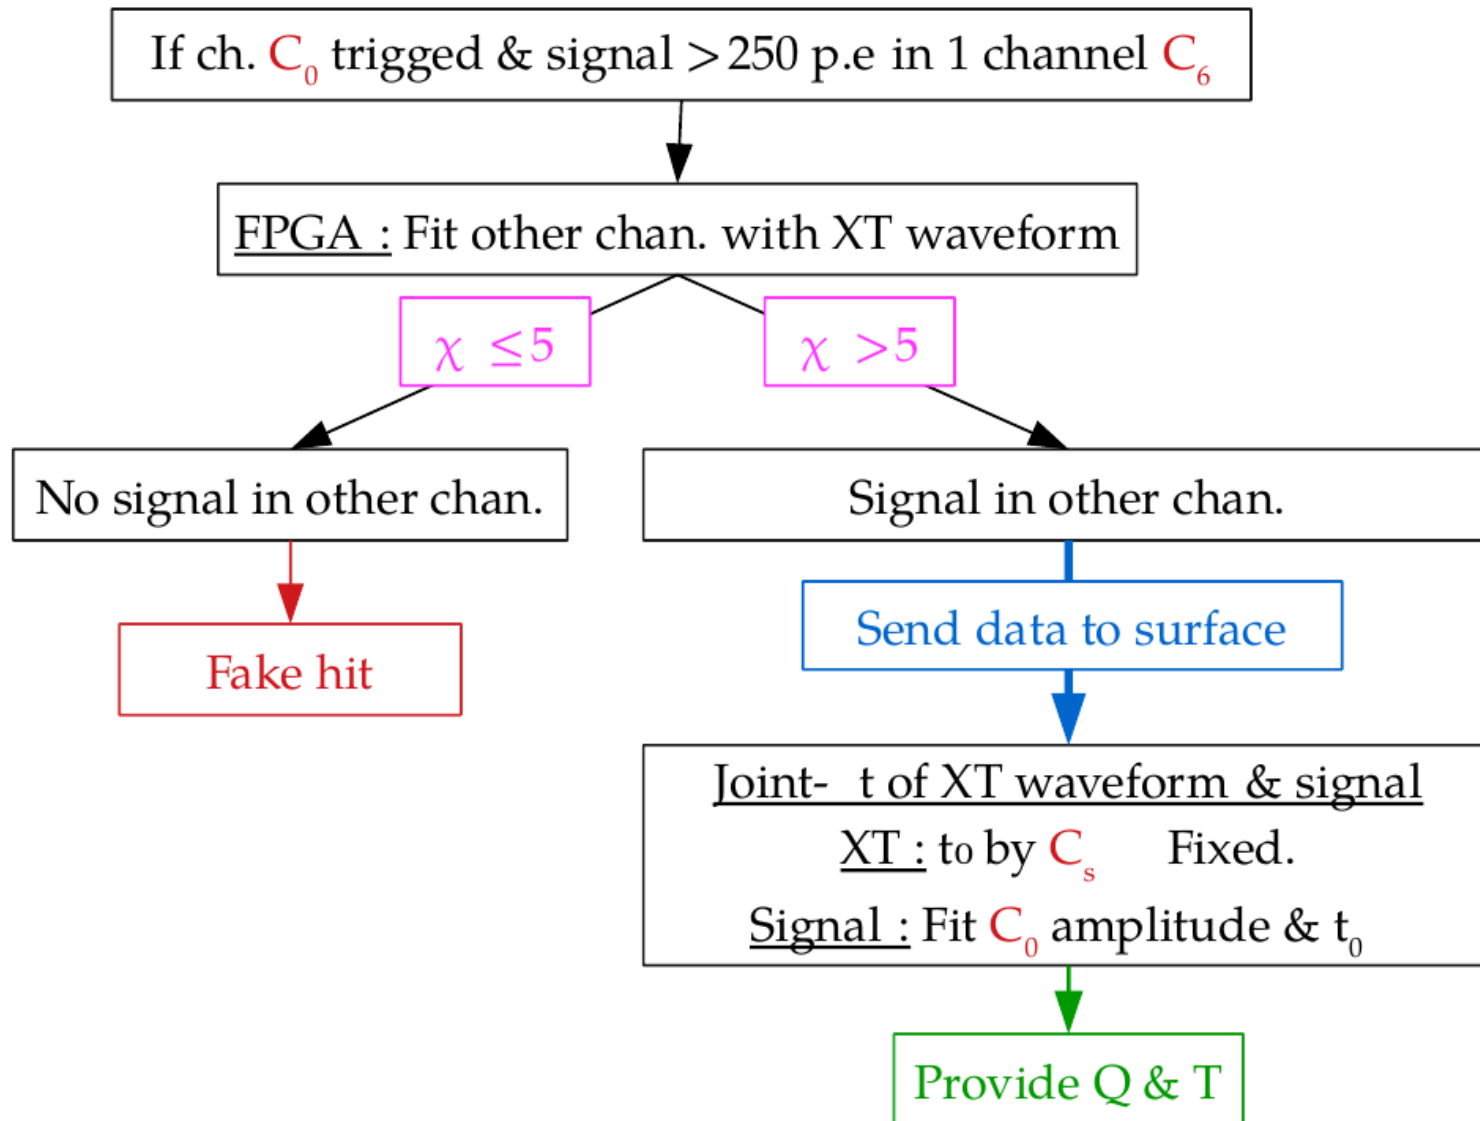 If ch. C₀ trigged & signal >250 p.e in 1 channel C₆
FPGA : Fit other chan. with XT waveform
χ ≤5
χ >5
No signal in other chan.
Signal in other chan.
Fake hit
Send data to surface
Joint- t of XT waveform & signal
XT : t0 by Cₛ Fixed.
Signal : Fit C₀ amplitude & t₀
Provide Q & T